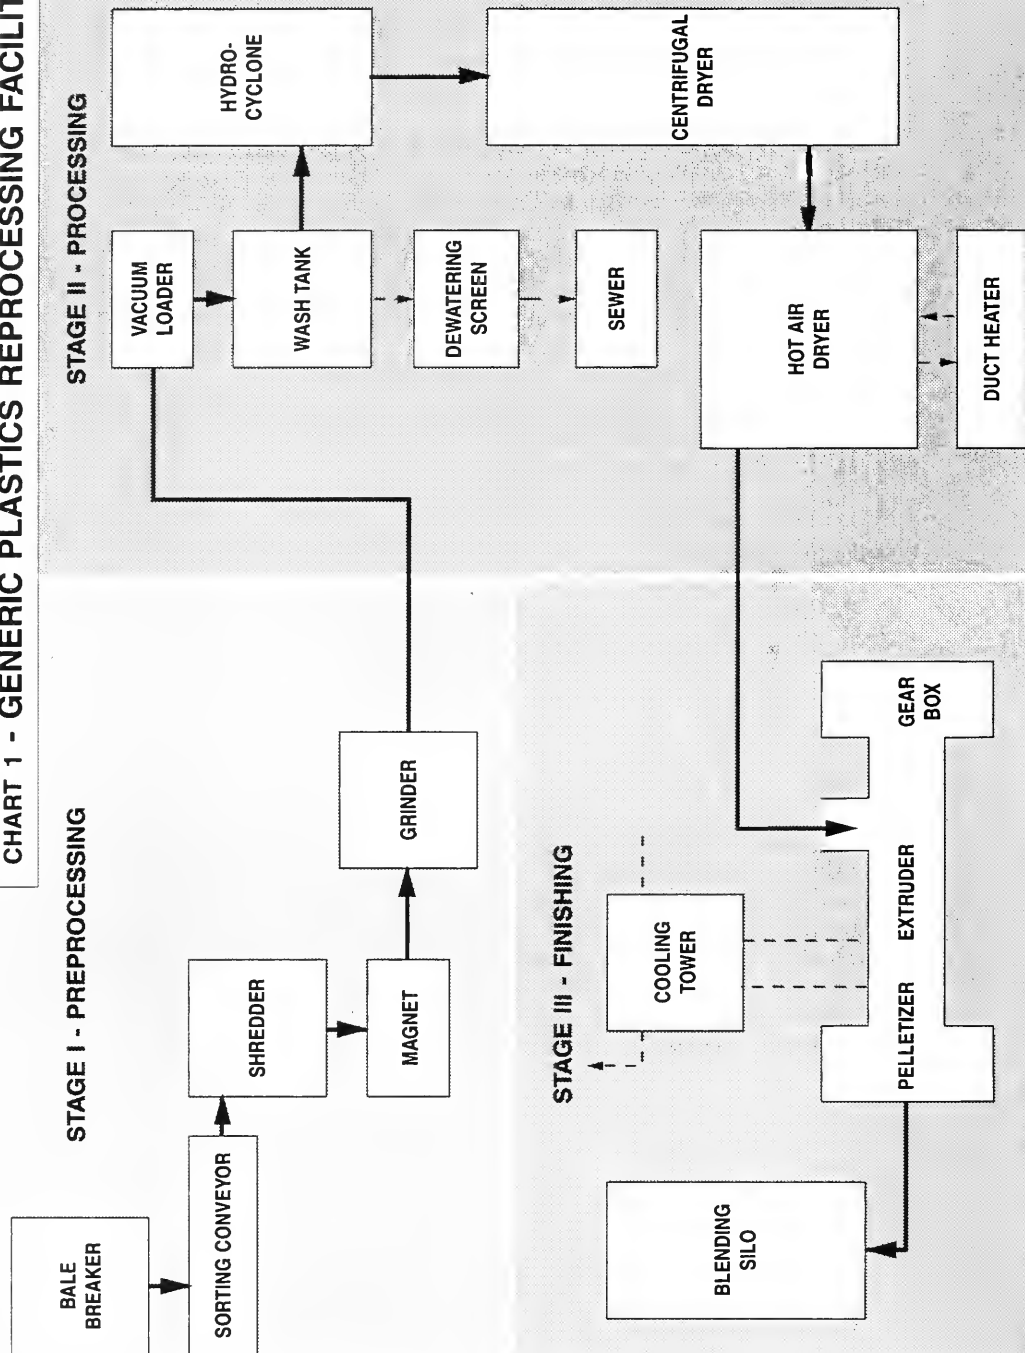 CHART 1 - GENERIC PLASTICS REPROCESSING FACILIT
STAGE I - PREPROCESSING
BALE
BREAKER
SORTING CONVEYOR
SHREDDER
MAGNET
GRINDER
STAGE II - PROCESSING
VACUUM
LOADER
WASH TANK
DEWATERING
SCREEN
SEWER
HYDRO-
CYCLONE
CENTRIFUGAL
DRYER
HOT AIR
DRYER
DUCT HEATER
STAGE III - FINISHING
COOLING
TOWER
GEAR
BOX
EXTRUDER
PELLETIZER
BLENDING
SILO